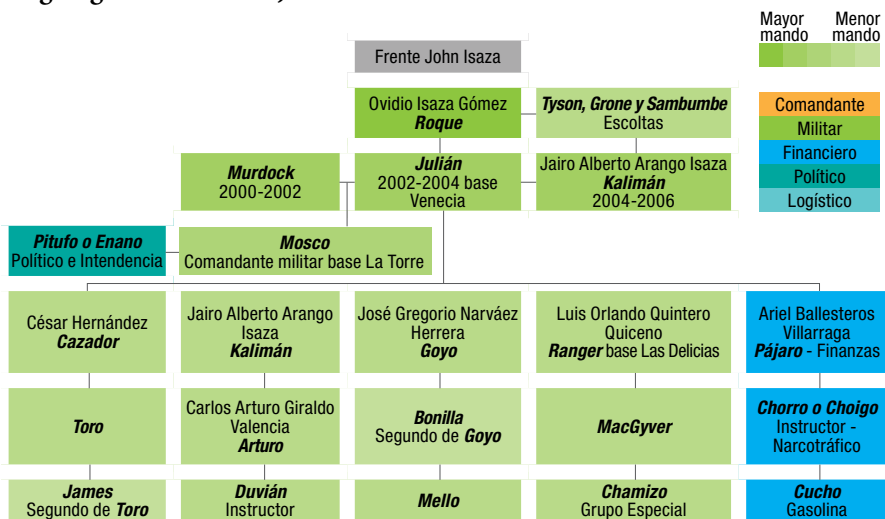 Mayor Menor
mando mando
Frente John Isaza
Comandante
Militar
Financiero
Político
Logístico
Ovidio Isaza Gómez
Roque
Tyson, Grone y Sambumbe
Escoltas
Murdock
2000-2002
Julián
2002-2004 base
Venecia
Jairo Alberto Arango Isaza
Kalimán
2004-2006
Pitufo o Enano
Político e Intendencia
Mosco
Comandante militar base La Torre
César Hernández
Cazador
Jairo Alberto Arango
Isaza
Kalimán
José Gregorio Narváez
Herrera
Goyo
Luis Orlando Quintero
Quiceno
Ranger base Las Delicias
Ariel Ballesteros
Villarraga
Pájaro - Finanzas
Toro
Carlos Arturo Giraldo
Valencia
Arturo
Bonilla
Segundo de Goyo
MacGyver
Chorro o Choigo
Instructor -
Narcotráfico
James
Segundo de Toro
Duvián
Instructor
Mello
Chamizo
Grupo Especial
Cucho
Gasolina